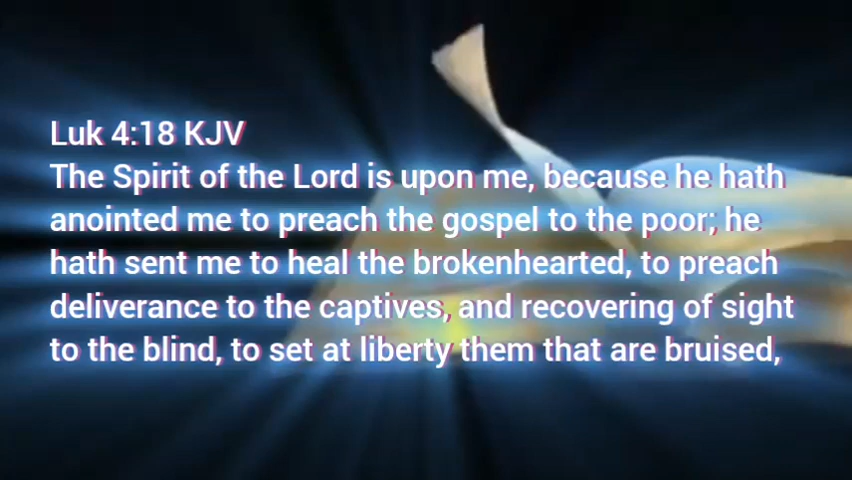 Luk 4:18 KJV
The Spirit of the Lord is upon me, because he hath
anointed me to preach the gospel to the poor; he
hath sent me to heal the brokenhearted, to preach
deliverance to the captives, and recovering of sight
to the blind, to set at liberty them that are bruised,